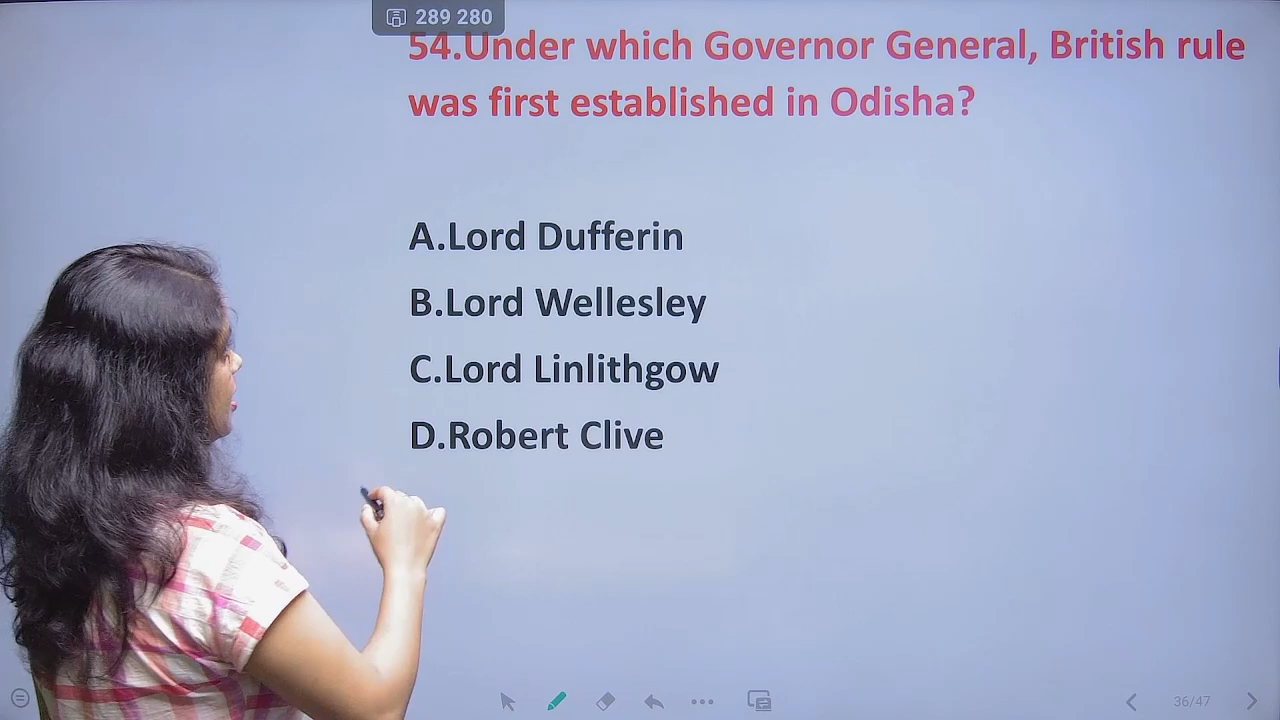 289 280
54.Under which Governor General, British rule
was first established in Odisha?
A.Lord Dufferin
B.Lord Wellesley
C.Lord Linlithgow
D.Robert Clive
36/47